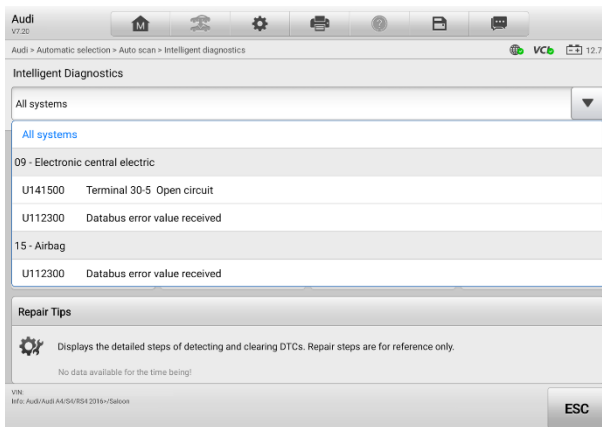 Audi
V7.20
M
?
Audi > Automatic selection > Auto scan > Intelligent diagnostics
VCI
12.7
Intelligent Diagnostics
All systems
All systems
09 - Electronic central electric
U141500 Terminal 30-5 Open circuit
U112300 Databus error value received
15 - Airbag
U112300 Databus error value received
Repair Tips
Displays the detailed steps of detecting and clearing DTCs. Repair steps are for reference only.
No data available for the time being!
VIN:
Info: Audi/Audi A4/S4/RS4 2016>/Saloon
ESC